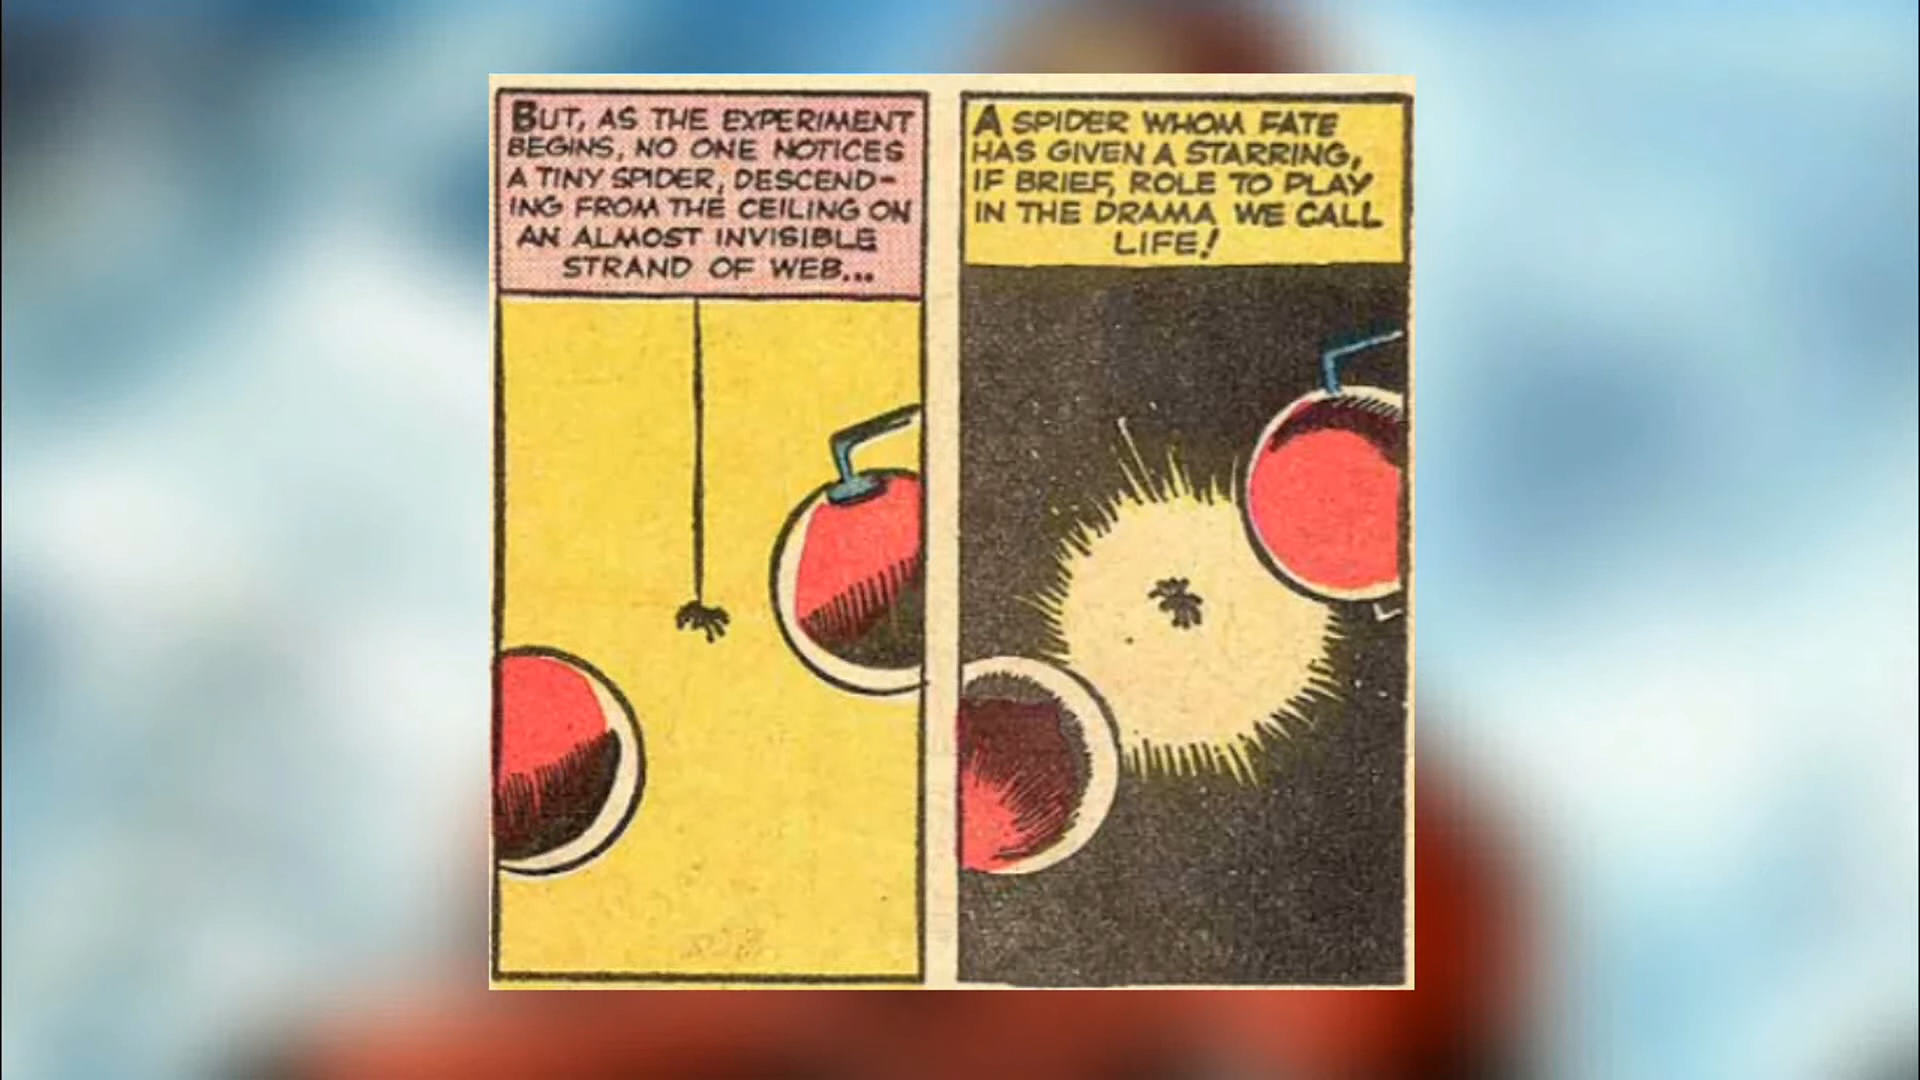 BUT, AS THE EXPERIMENT
BEGINS, NO ONE NOTICES
A TINY SPIDER, DESCEND-
ING FROM THE CEILING ON
AN ALMOST INVISIBLE
STRAND OF WEB...
A SPIDER WHOM FATE
HAS GIVEN A STARRING,
IF BRIEF, ROLE TO PLAY
IN THE DRAMA WE CALL
LIFE!